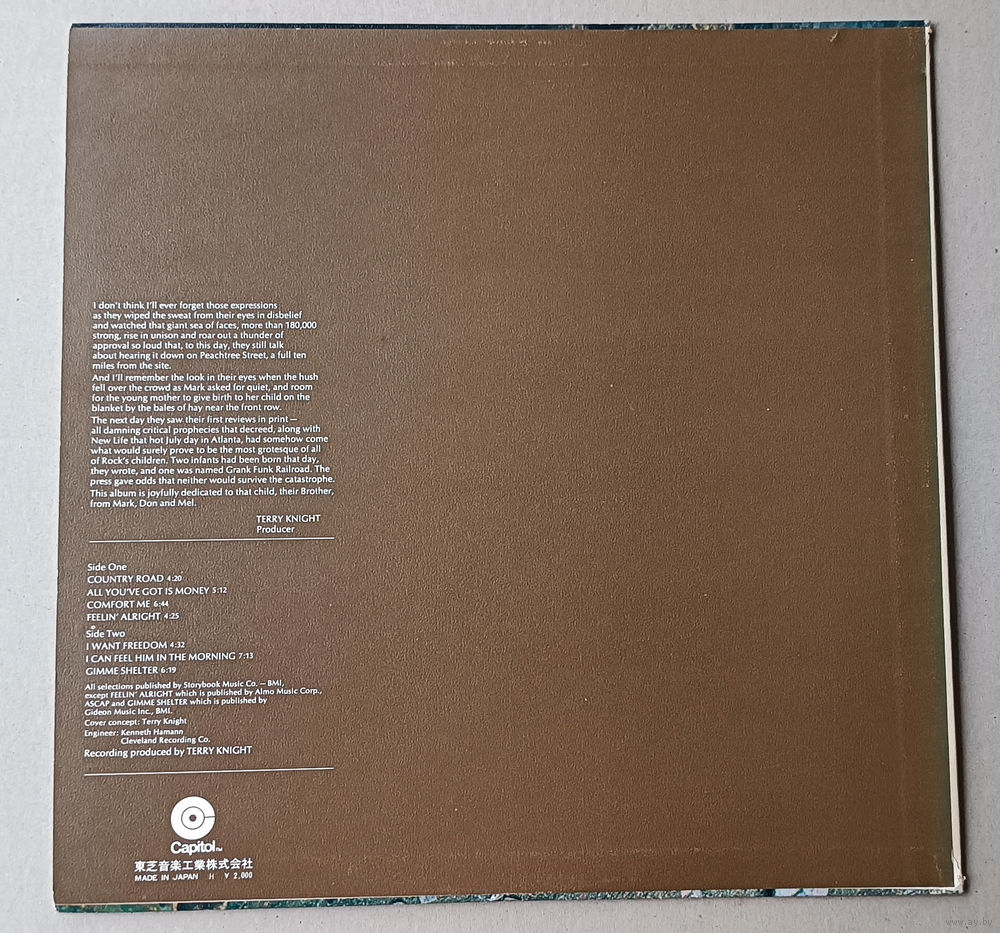 I don't think I'll ever forget those expressions
as they wiped the sweat from their eyes in disbelief
and watched that giant sea of faces, more than 180,000
strong, rise in unison and roar out a thunder of
approval so loud that, to this day, they still talk
about hearing it down on Peachtree Street, a full ten
miles from the site.
And I'll remember the look in their eyes when the hush
fell over the crowd as Mark asked for quiet, and room
for the young mother to give birth to her child on the
blanket by the bales of hay near the front row.
The next day they saw their first reviews in print —
all damning critical prophecies that decreed, along with
New Life that hot July day in Atlanta, had somehow come
what would surely prove to be the most grotesque of all
of Rock's children. Two infants had been born that day,
they wrote, and one was named Grank Funk Railroad. The
press gave odds that neither would survive the catastrophe.
This album is joyfully dedicated to that child, their Brother,
from Mark, Don and Mel.
TERRY KNIGHT
Producer
Side One
COUNTRY ROAD 4:20
ALL YOU'VE GOT IS MONEY 5:12
COMFORT ME 6:44
FEELIN' ALRIGHT 4:25
Side Two
I WANT FREEDOM 4:32
I CAN FEEL HIM IN THE MORNING 7:13
GIMME SHELTER 6:19
All selections published by Storybook Music Co. — BMI,
except FEELIN' ALRIGHT which is published by Almo Music Corp.,
ASCAP and GIMME SHELTER which is published by
Gideon Music Inc., BMI.
Cover concept: Terry Knight
Engineer: Kenneth Hamann
Cleveland Recording Co.
Recording produced by TERRY KNIGHT
Capitol™
東芝音楽工業株式会社
MADE IN JAPAN H ¥ 2,000
www.ay.by